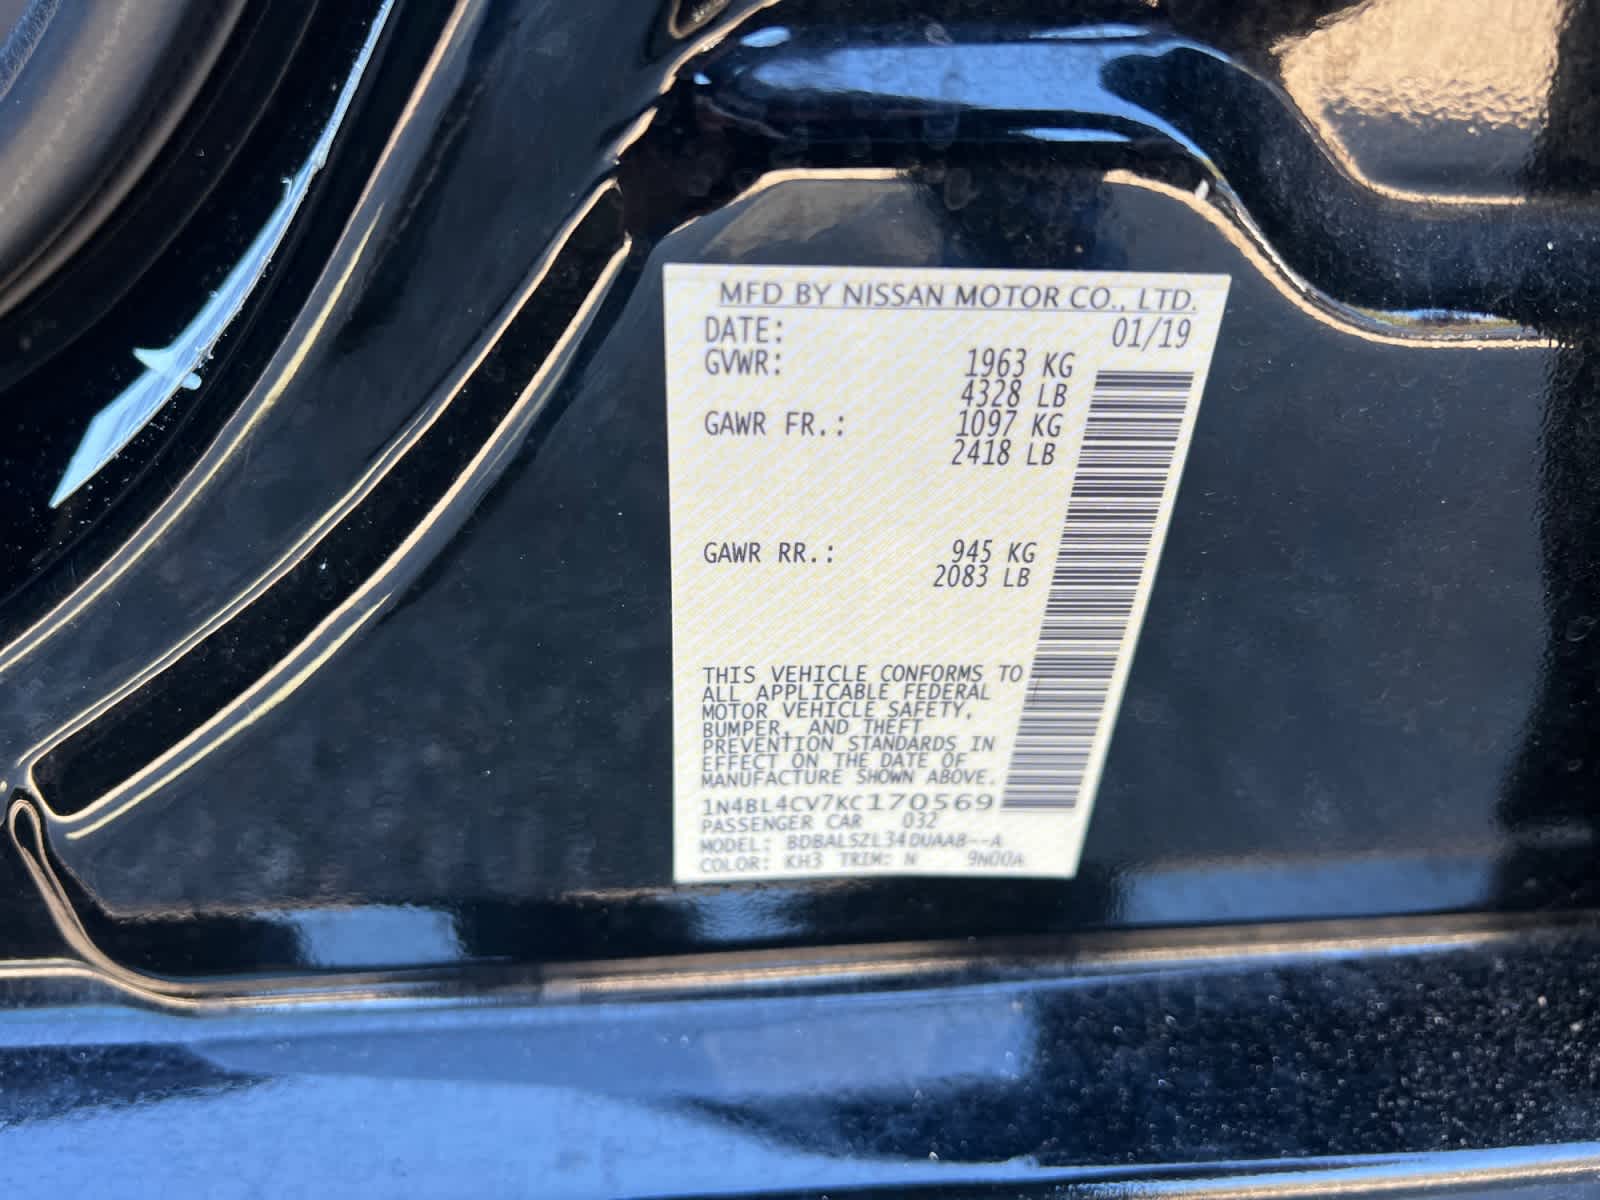 MFD BY NISSAN MOTOR CO., LTD.
DATE: 01/19
GVWR: 1963 KG
4328 LB
GAWR FR.: 1097 KG
2418 LB
GAWR RR.: 945 KG
2083 LB
THIS VEHICLE CONFORMS TO
ALL APPLICABLE FEDERAL
MOTOR VEHICLE SAFETY,
BUMPER, AND THEFT
PREVENTION STANDARDS IN
EFFECT ON THE DATE OF
MANUFACTURE SHOWN ABOVE.
1N4BL4CV7KC170569
PASSENGER CAR 032
MODEL: BDBALSZL34DUAAB--A
COLOR: KH3 TRIM: N 9N00A